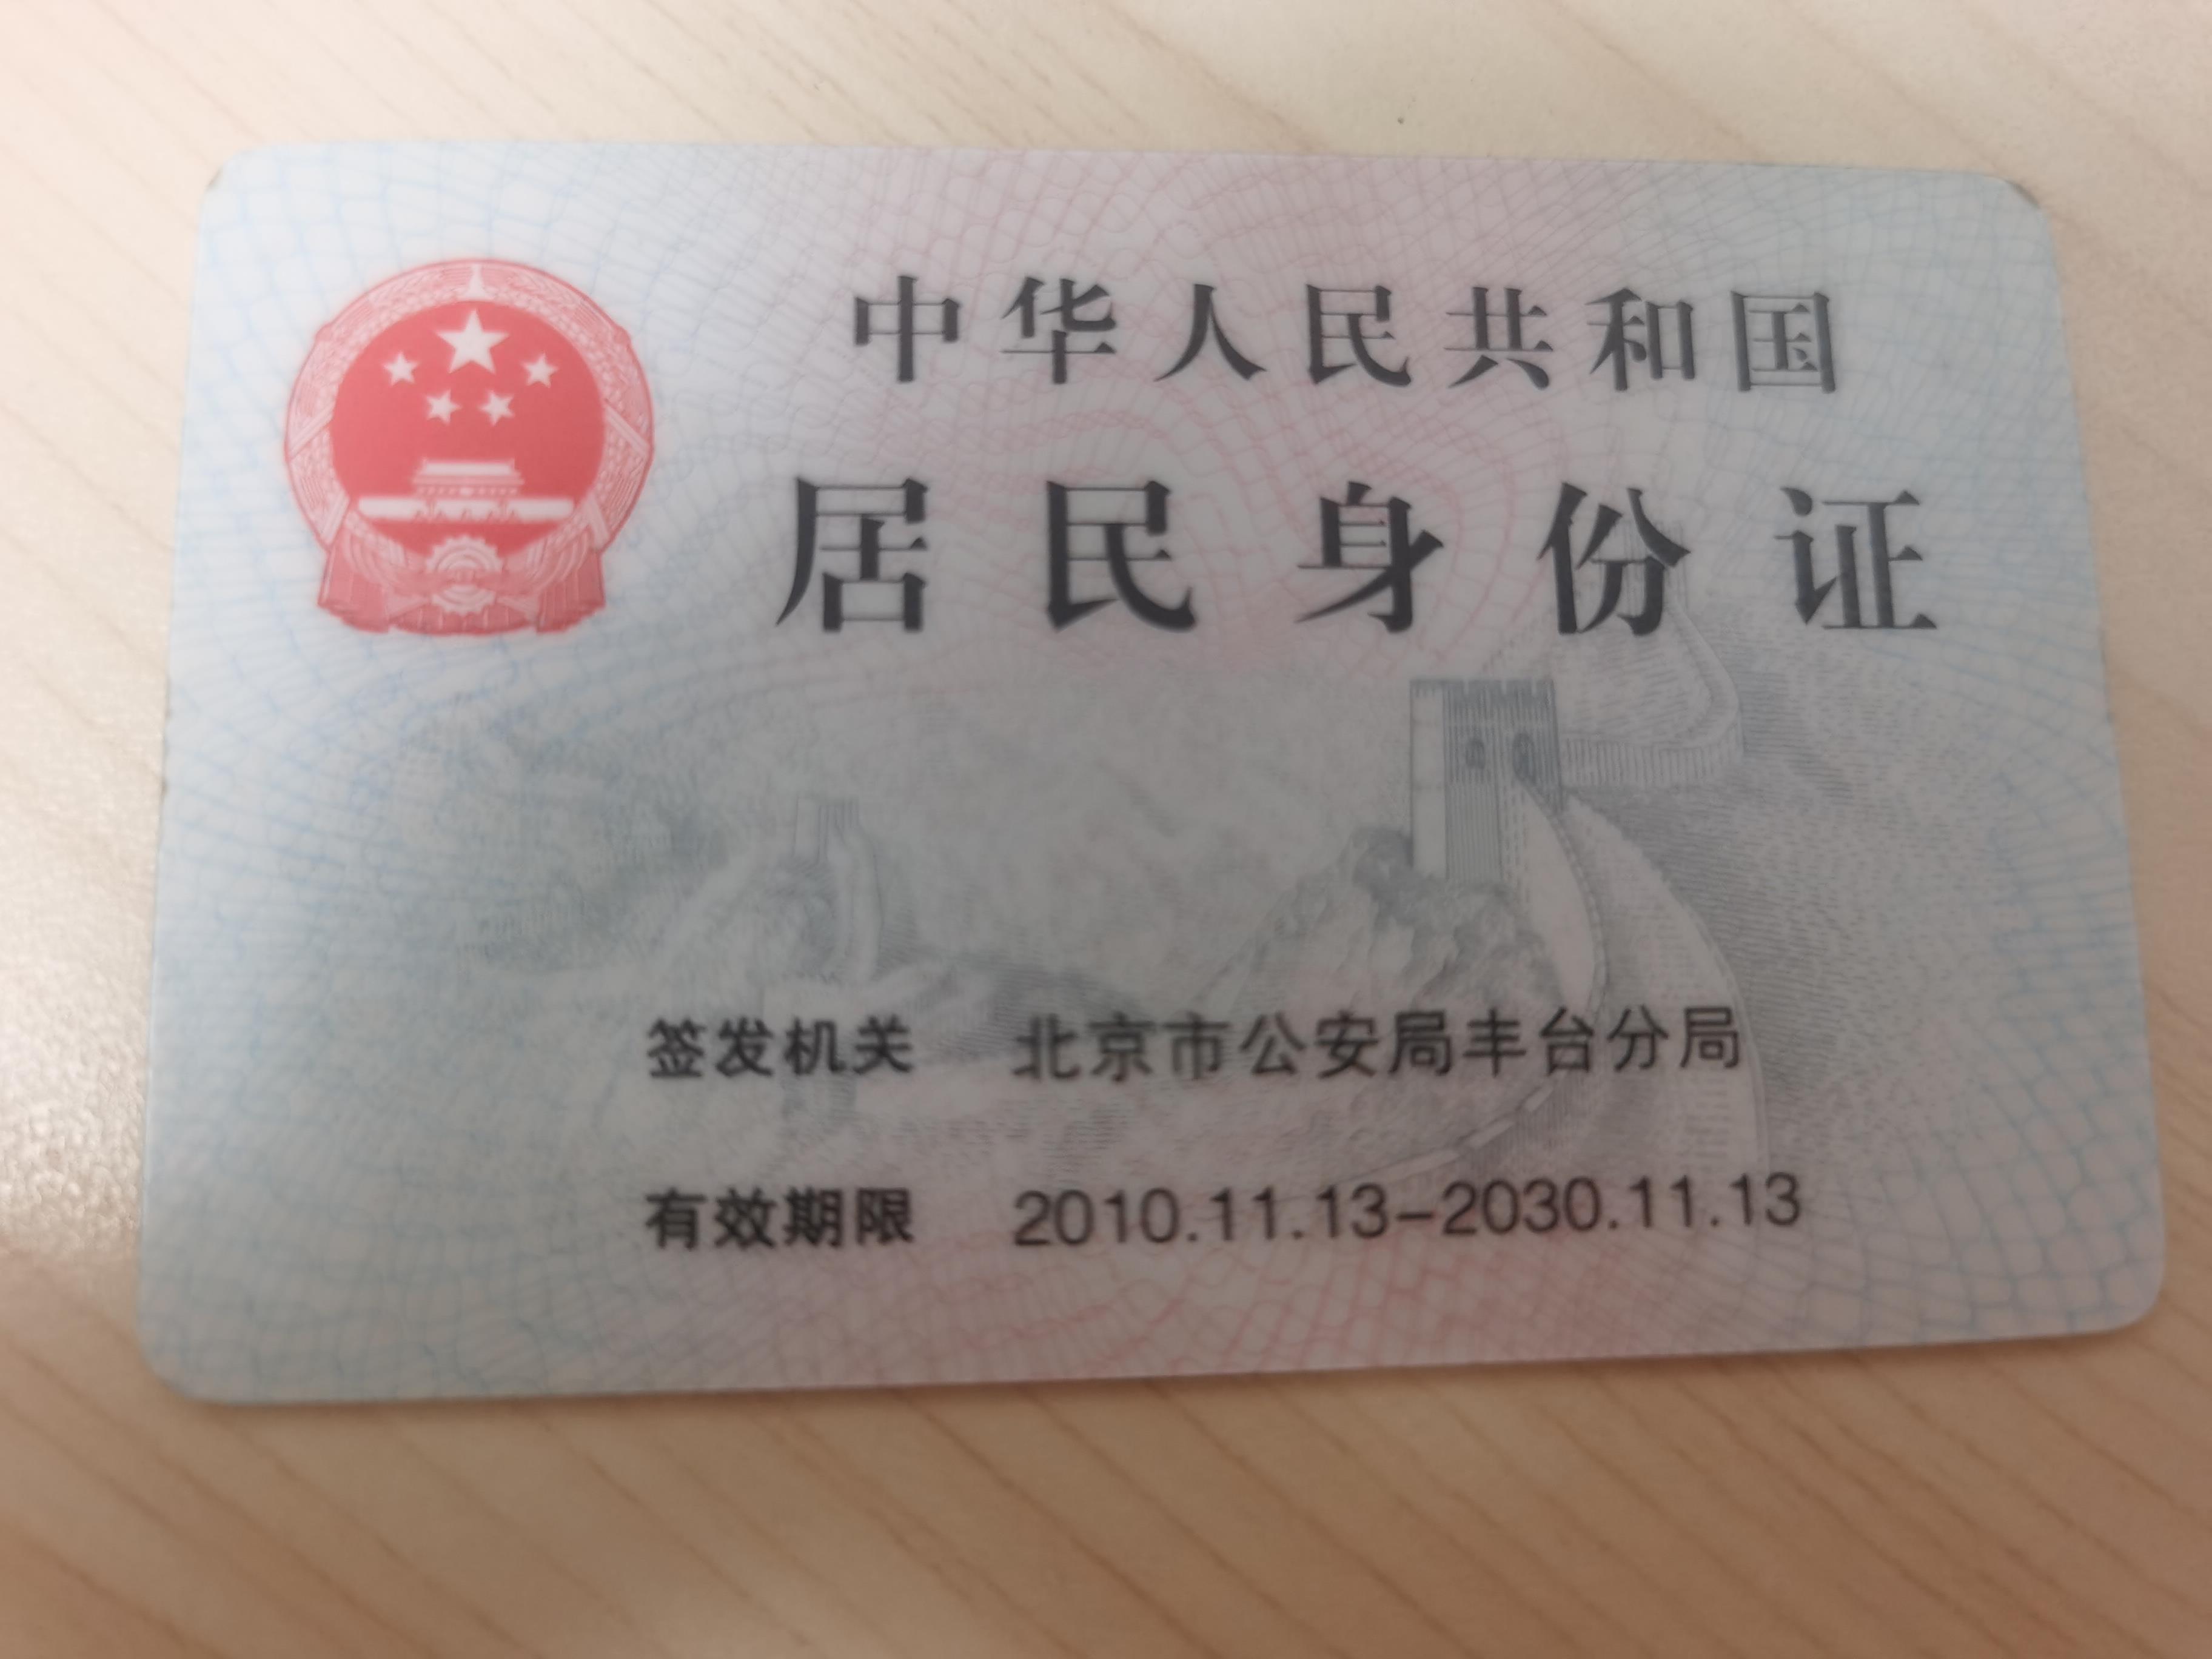 中华人民共和国
居民身份证
签发机关 北京市公安局丰台分局
有效期限 2010.11.13-2030.11.13